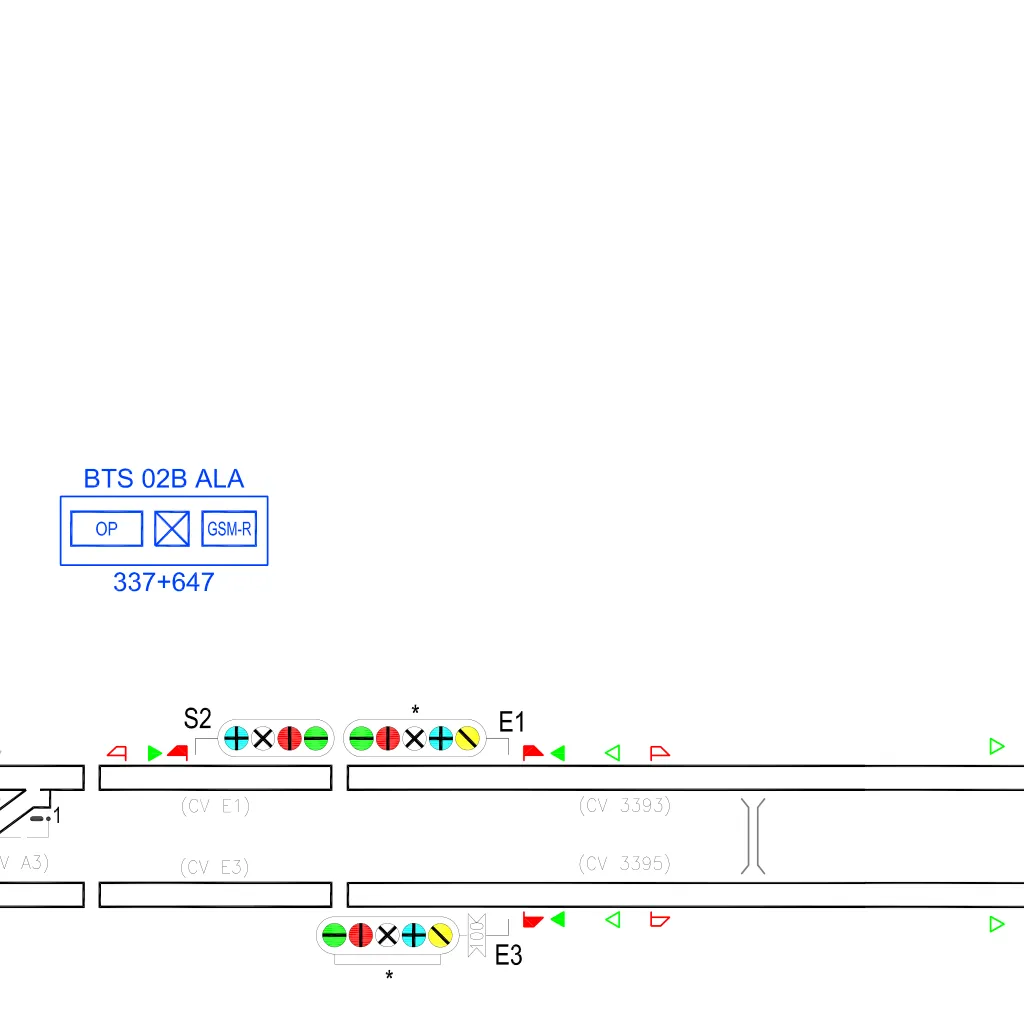 BTS 02B ALA
OP
GSM-R
337+647
S2
*
E1
(CV E1)
(CV 3393)
1
V A3)
(CV E3)
(CV 3395)
E3
*